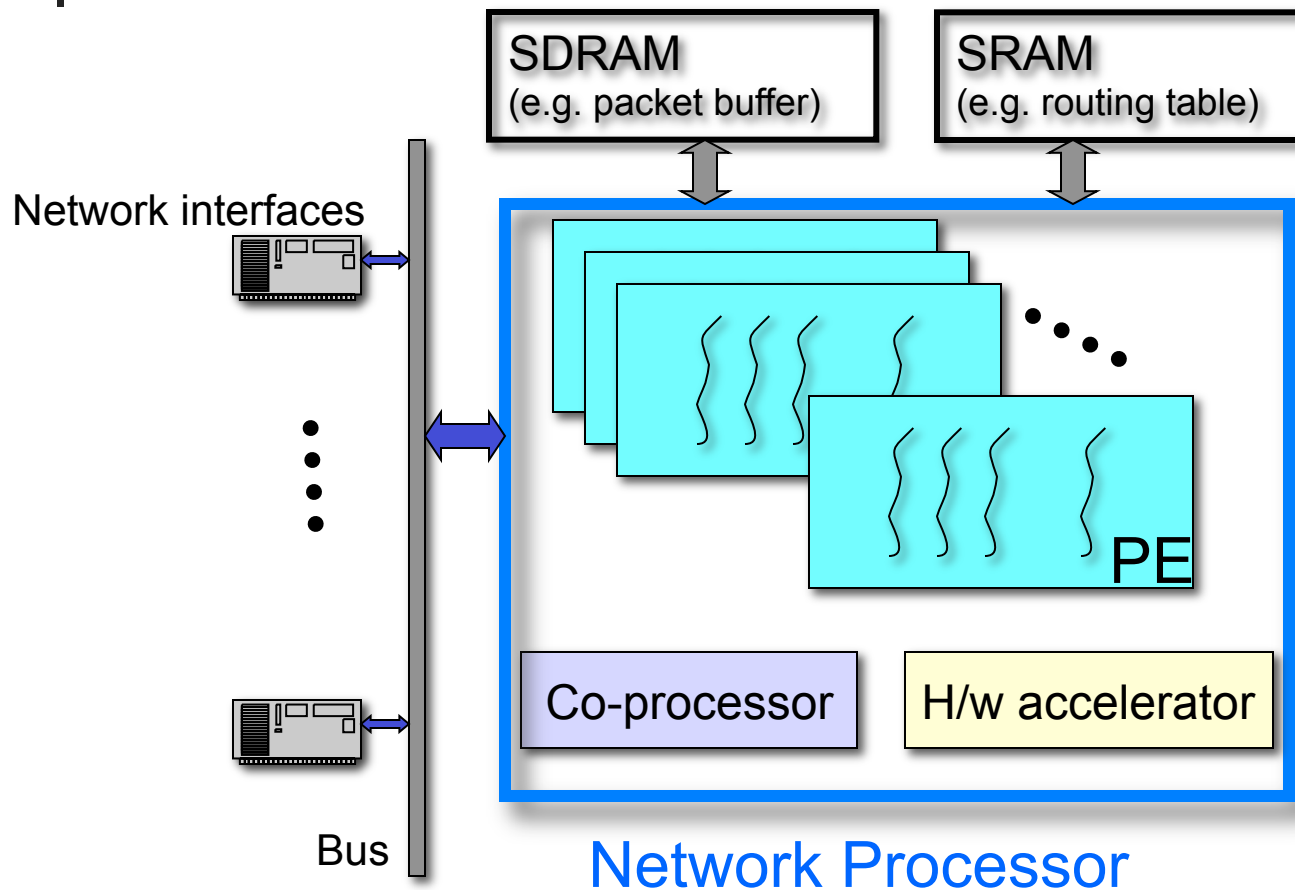 SDRAM
(e.g. packet buffer)
SRAM
(e.g. routing table)
Network interfaces
PE
Co-processor
H/w accelerator
Bus
Network Processor